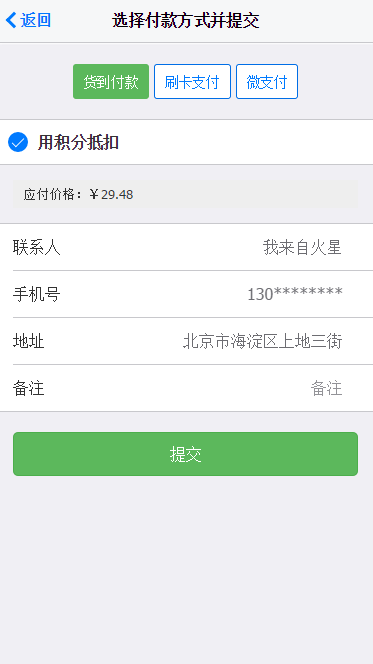 返回 选择付款方式并提交
货到付款 刷卡支付 微支付
用积分抵扣
应付价格：￥29.48
联系人 我来自火星
手机号 130********
地址 北京市海淀区上地三街
备注 备注
提交